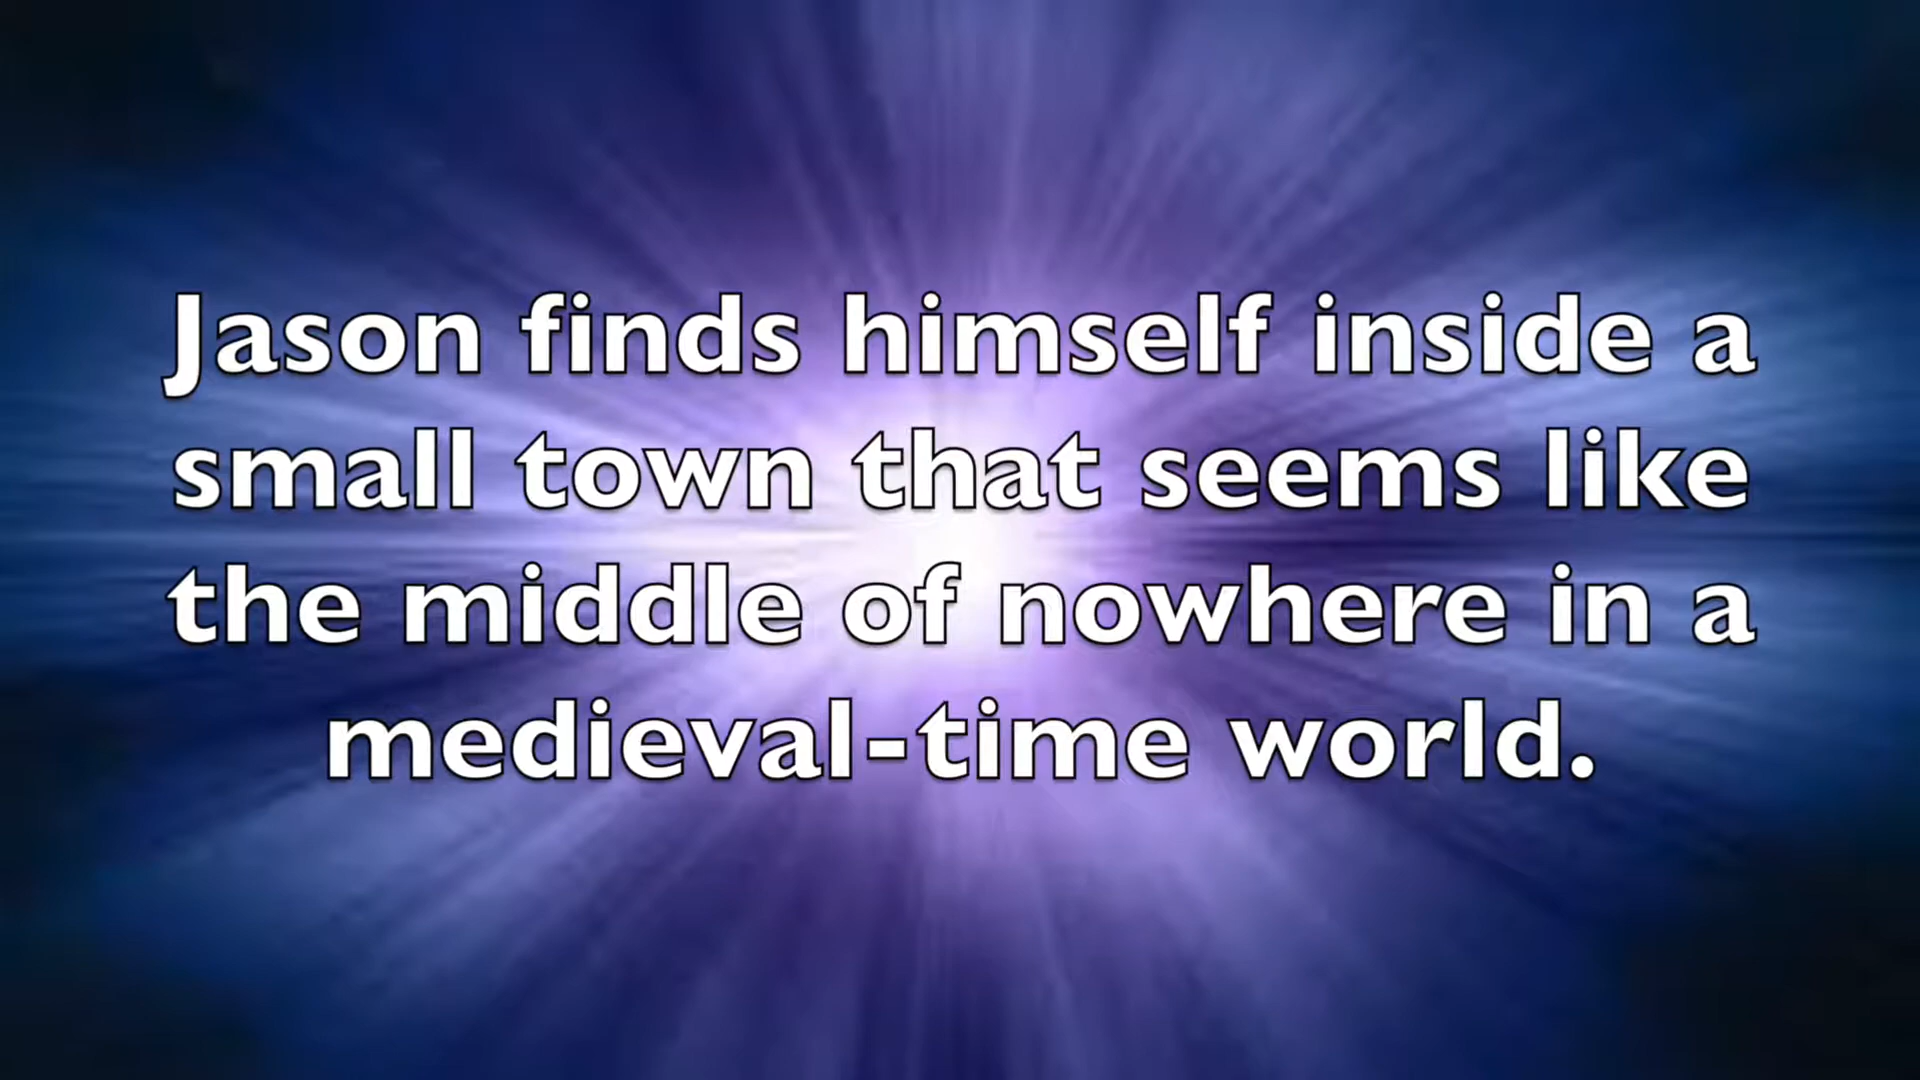 Jason finds himself inside a
small town that seems like
the middle of nowhere in a
medieval-time world.